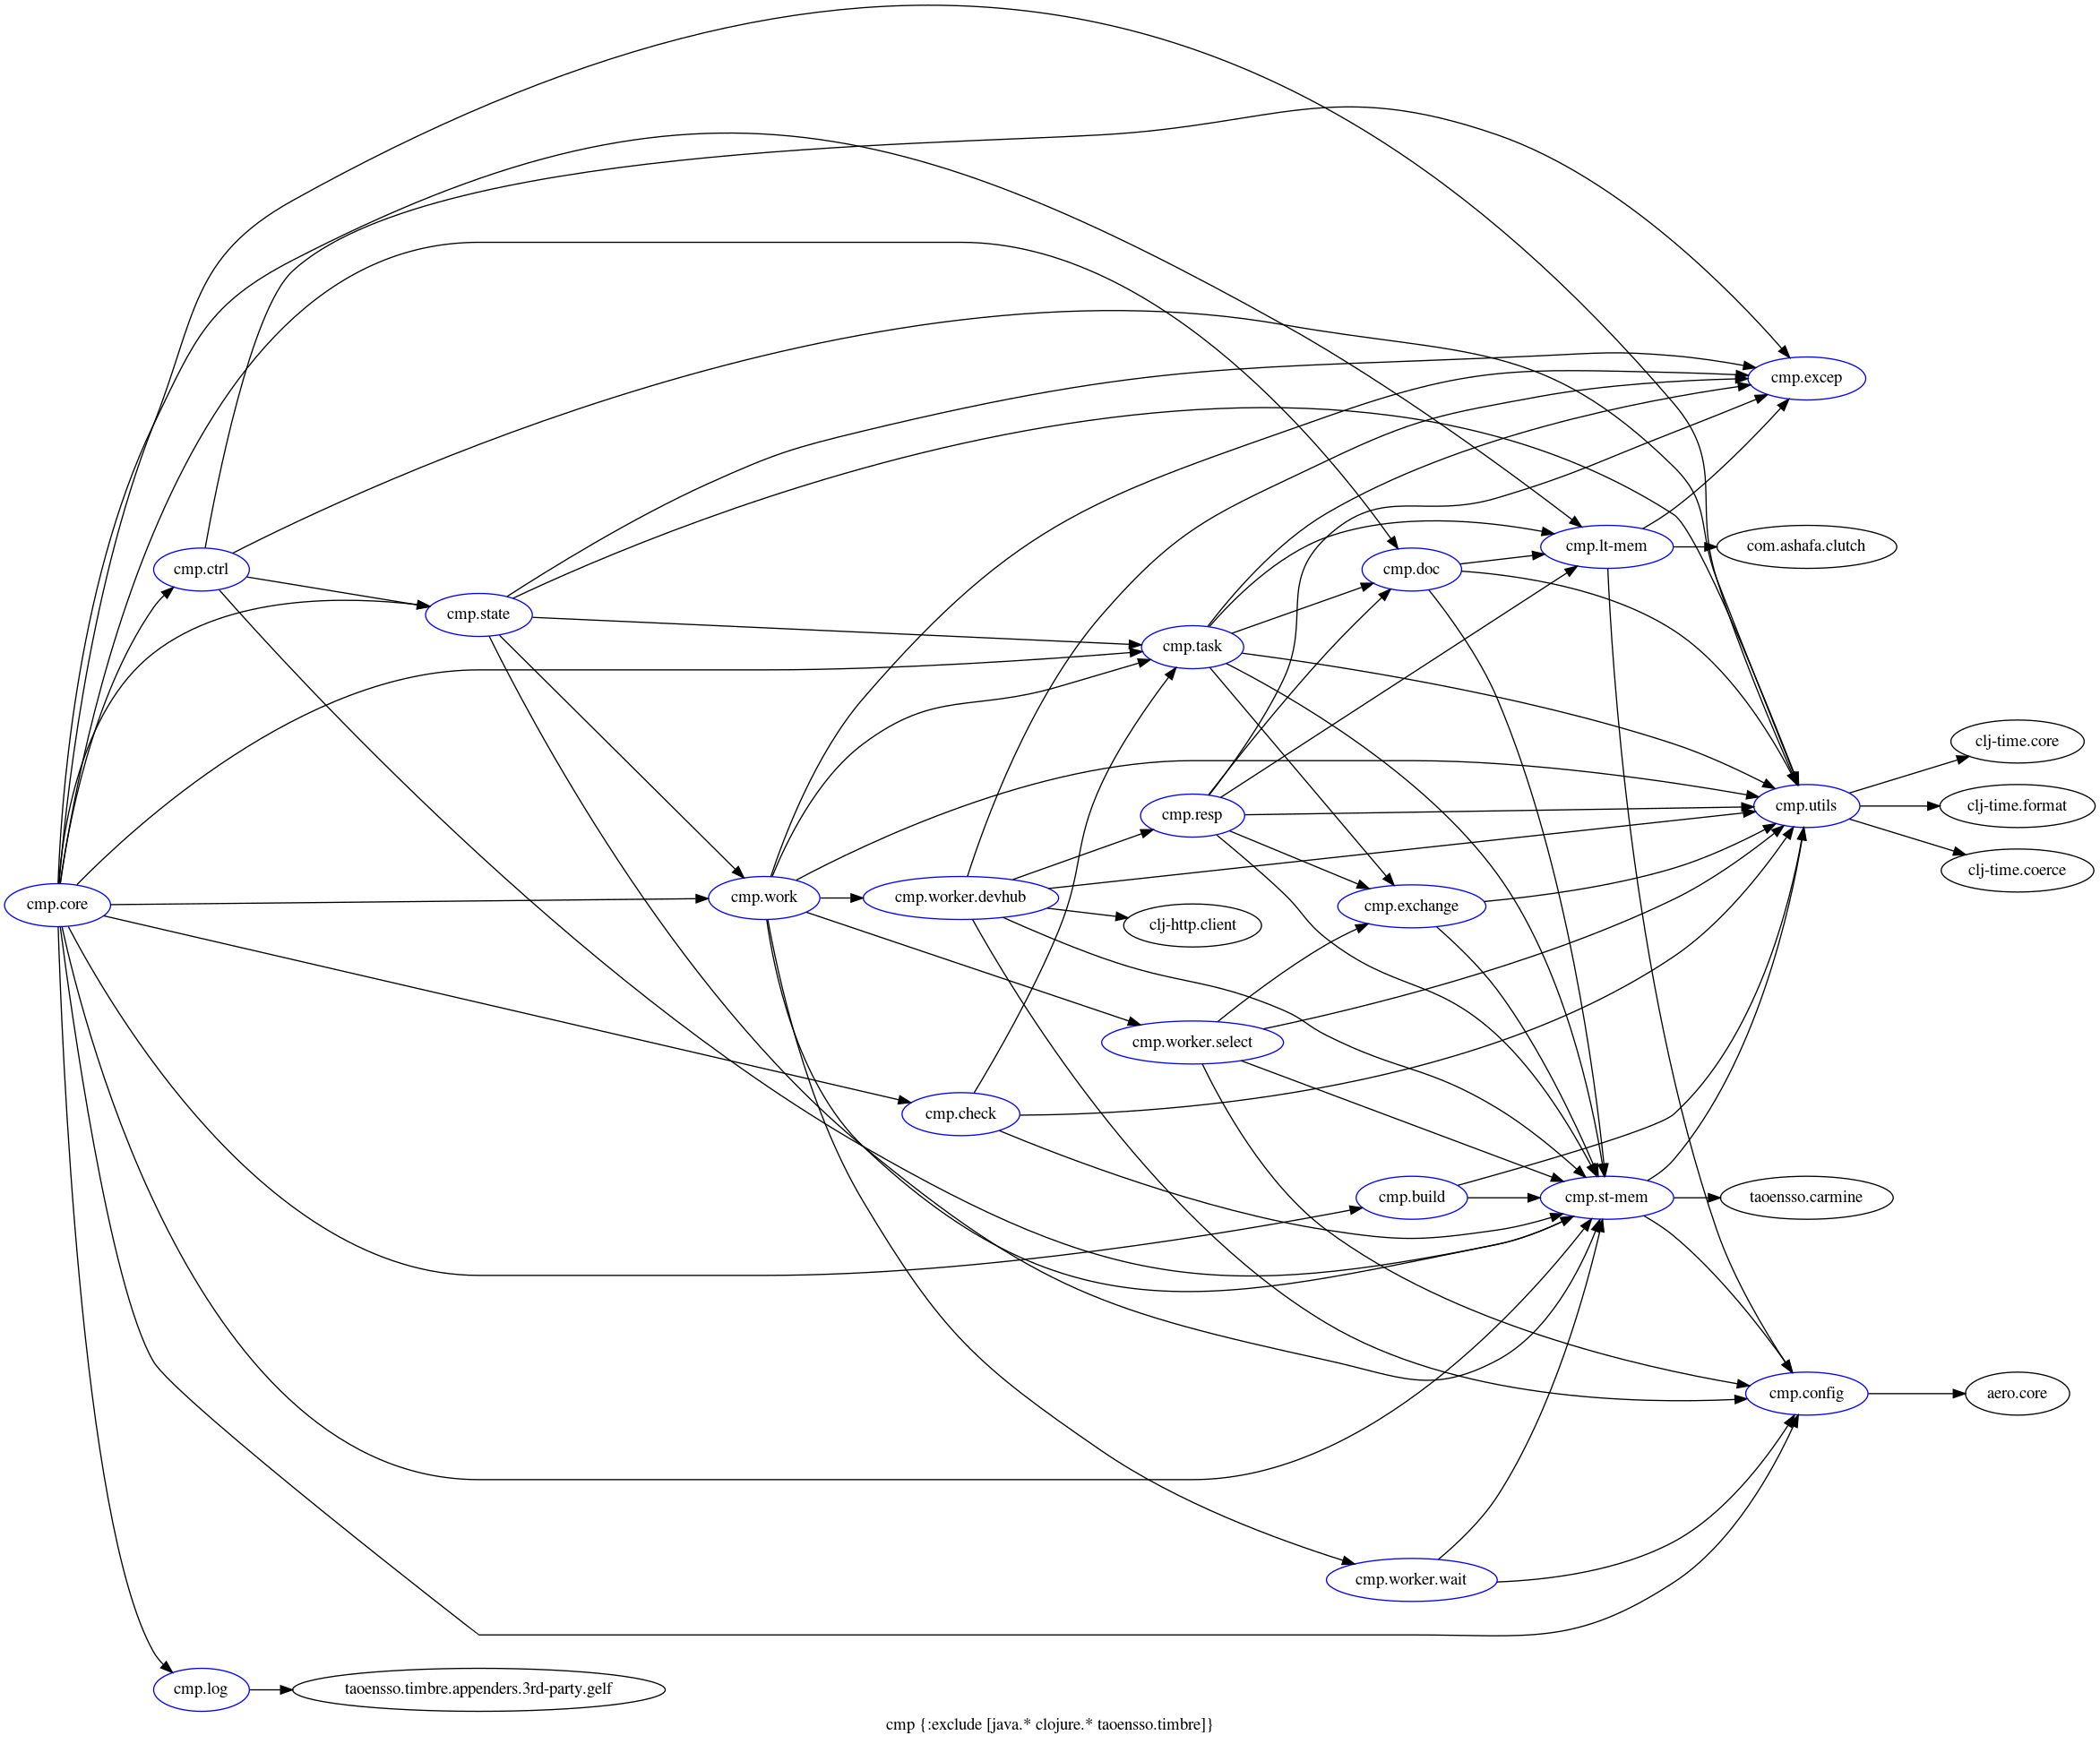 cmp.excep
cmp.ctrl
cmp.doc
cmp.lt-mem
com.ashafa.clutch
cmp.state
cmp.task
clj-time.core
cmp.core
cmp.work
cmp.worker.devhub
cmp.resp
cmp.exchange
cmp.utils
clj-time.format
clj-http.client
clj-time.coerce
cmp.worker.select
cmp.check
cmp.build
cmp.st-mem
taoensso.carmine
cmp.config
aero.core
cmp.worker.wait
cmp.log
taoensso.timbre.appenders.3rd-party.gelf
cmp {:exclude [java.* clojure.* taoensso.timbre]}